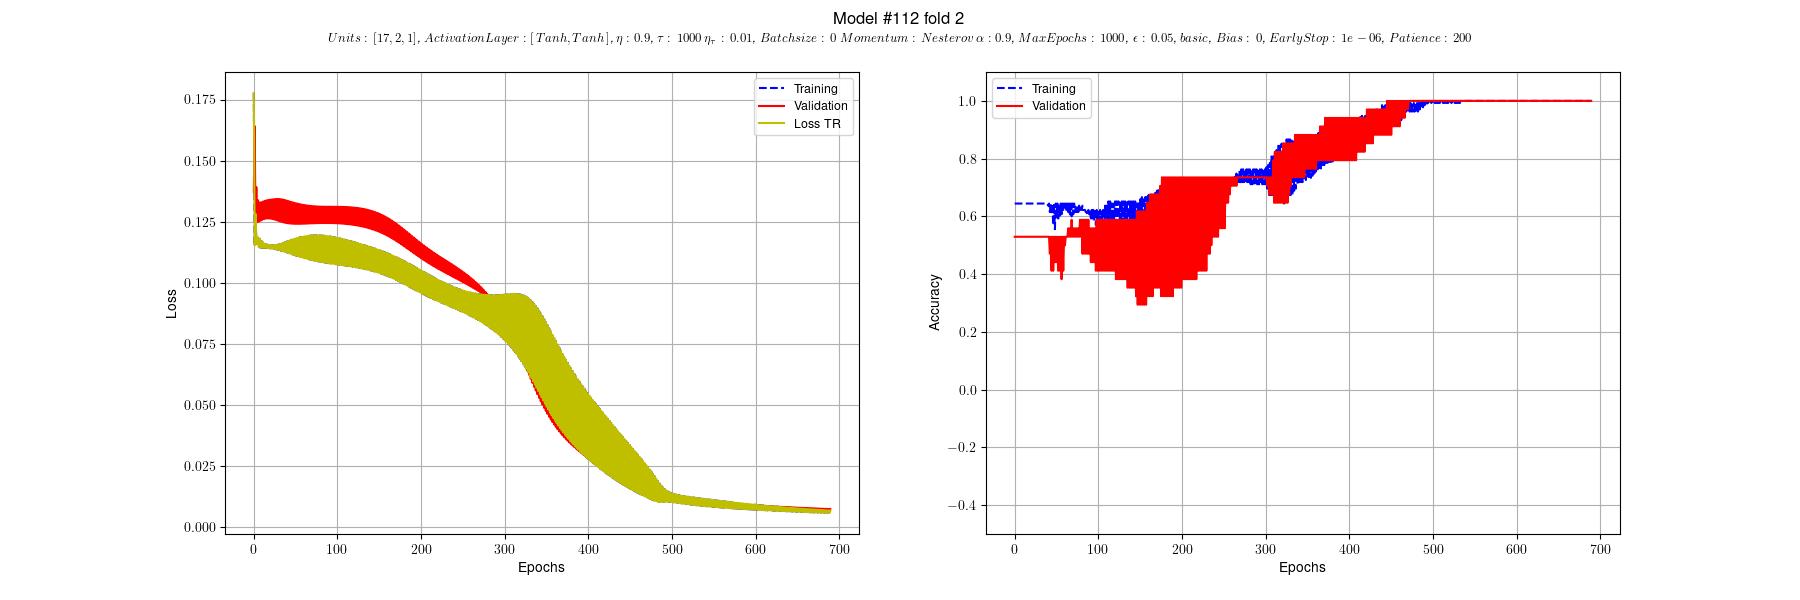 Model #112 fold 2
Units : [17, 2, 1], ActivationLayer : [Tanh, Tanh], η : 0.9, τ : 1000 ητ : 0.01, Batchsize : 0 Momentum : Nesterov α : 0.9, MaxEpochs : 1000, ϵ : 0.05, basic, Bias : 0, EarlyStop : 1e − 06, Patience : 200
Training
Validation
Loss TR
0.175
0.150
0.125
0.100
0.075
0.050
0.025
0.000
Loss
0 100 200 300 400 500 600 700
Epochs
Training
Validation
1.0
0.8
0.6
0.4
0.2
0.0
−0.2
−0.4
Accuracy
0 100 200 300 400 500 600 700
Epochs